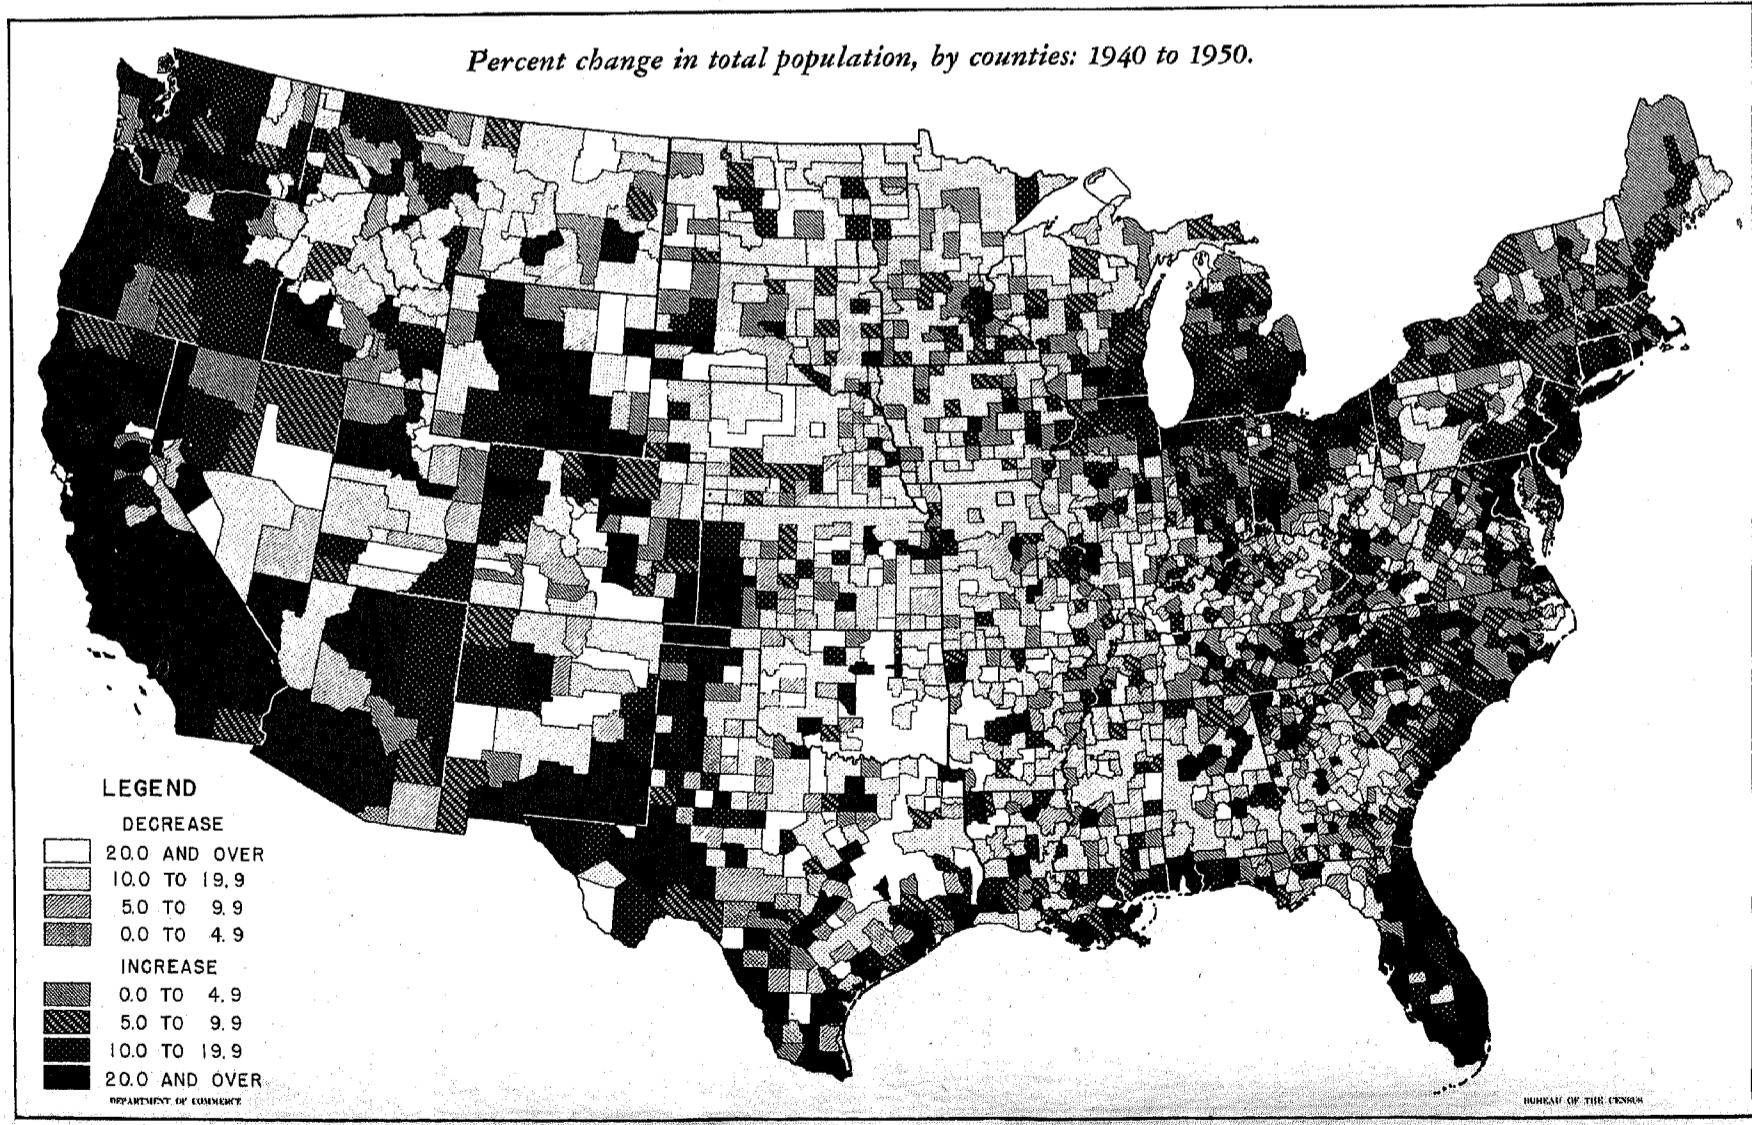 Percent change in total population, by counties: 1940 to 1950.
LEGEND
DECREASE
20.0 AND OVER
10.0 TO 19.9
5.0 TO 9.9
0.0 TO 4.9
INCREASE
0.0 TO 4.9
5.0 TO 9.9
10.0 TO 19.9
20.0 AND OVER
DEPARTMENT OF COMMERCE
BUREAU OF THE CENSUS